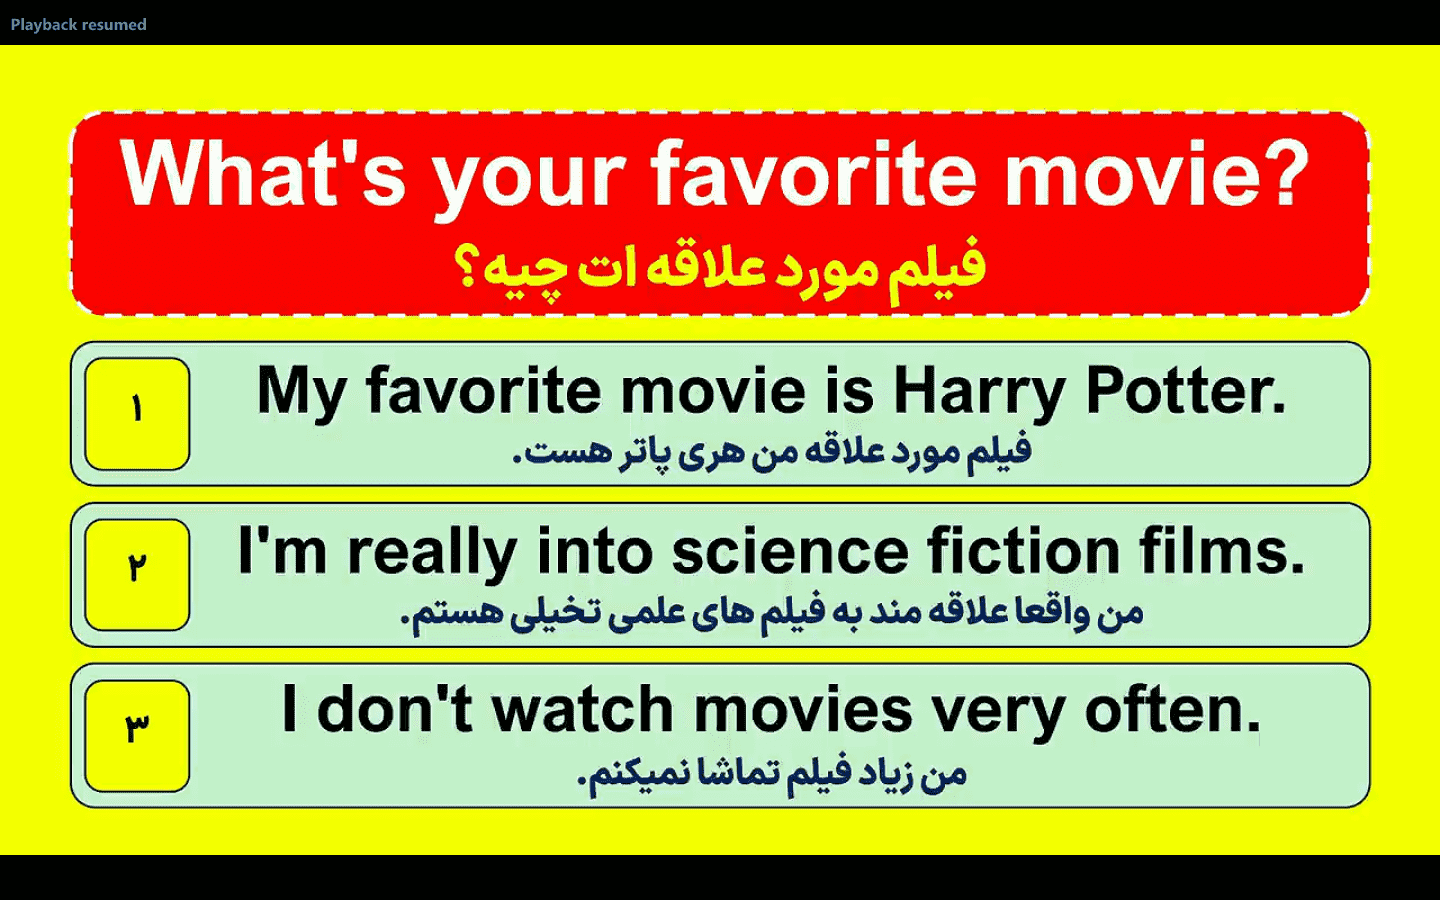 Playback resumed
What's your favorite movie?
فیلم مورد علاقه ات چیه؟
۱
My favorite movie is Harry Potter.
فیلم مورد علاقه من هری پاتر هست.
۲
I'm really into science fiction films.
من واقعا علاقه مند به فیلم های علمی تخیلی هستم.
۳
I don't watch movies very often.
من زیاد فیلم تماشا نمیکنم.